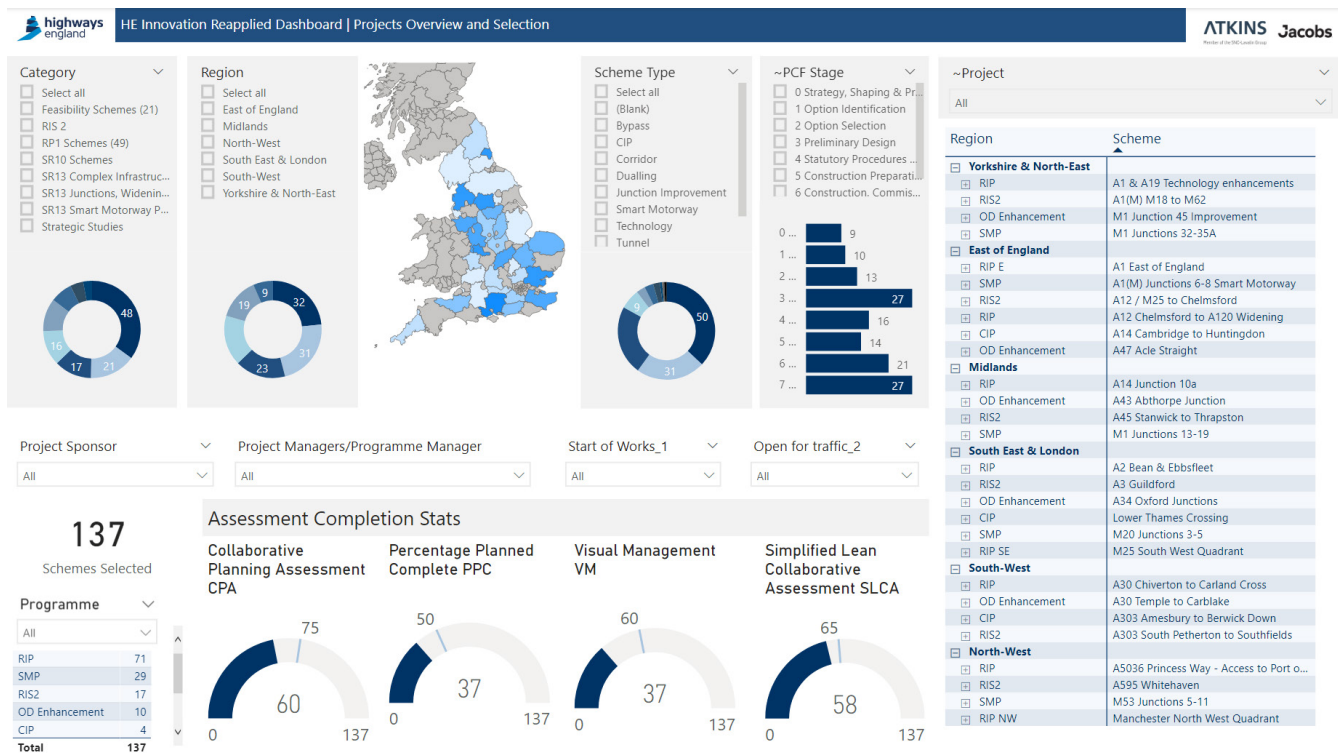 highways
england
HE Innovation Reapplied Dashboard | Projects Overview and Selection
ATKINS
Member of the SNC-Lavalin Group
Jacobs
Category
Select all
Feasibility Schemes (21)
RIS 2
RP1 Schemes (49)
SR10 Schemes
SR13 Complex Infrastruc...
SR13 Junctions, Widenin...
SR13 Smart Motorway P...
Strategic Studies
48
21
17
16
Region
Select all
East of England
Midlands
North-West
South East & London
South-West
Yorkshire & North-East
32
31
23
19
9
Scheme Type
Select all
(Blank)
Bypass
CIP
Corridor
Dualling
Junction Improvement
Smart Motorway
Technology
Tunnel
50
31
9
~PCF Stage
0 Strategy, Shaping & Pr...
1 Option Identification
2 Option Selection
3 Preliminary Design
4 Statutory Procedures ...
5 Construction Preparati...
6 Construction. Commis...
0 ... 9
1 ... 10
2 ... 13
3 ... 27
4 ... 16
5 ... 14
6 ... 21
7 ... 27
~Project
All
Region Scheme
Yorkshire & North-East
RIP A1 & A19 Technology enhancements
RIS2 A1(M) M18 to M62
OD Enhancement M1 Junction 45 Improvement
SMP M1 Junctions 32-35A
East of England
RIP E A1 East of England
SMP A1(M) Junctions 6-8 Smart Motorway
RIS2 A12 / M25 to Chelmsford
RIP A12 Chelmsford to A120 Widening
CIP A14 Cambridge to Huntingdon
OD Enhancement A47 Acle Straight
Midlands
RIP A14 Junction 10a
OD Enhancement A43 Abthorpe Junction
RIS2 A45 Stanwick to Thrapston
SMP M1 Junctions 13-19
South East & London
RIP A2 Bean & Ebbsfleet
RIS2 A3 Guildford
OD Enhancement A34 Oxford Junctions
CIP Lower Thames Crossing
SMP M20 Junctions 3-5
RIP SE M25 South West Quadrant
South-West
RIP A30 Chiverton to Carland Cross
OD Enhancement A30 Temple to Carblake
CIP A303 Amesbury to Berwick Down
RIS2 A303 South Petherton to Southfields
North-West
RIP A5036 Princess Way - Access to Port o...
RIS2 A595 Whitehaven
SMP M53 Junctions 5-11
RIP NW Manchester North West Quadrant
Project Sponsor
All
Project Managers/Programme Manager
All
Start of Works_1
All
Open for traffic_2
All
137
Schemes Selected
Programme
All
RIP 71
SMP 29
RIS2 17
OD Enhancement 10
CIP 4
Total 137
Assessment Completion Stats
Collaborative
Planning Assessment
CPA
75
60
0 137
Percentage Planned
Complete PPC
50
37
0 137
Visual Management
VM
60
37
0 137
Simplified Lean
Collaborative
Assessment SLCA
65
58
0 137